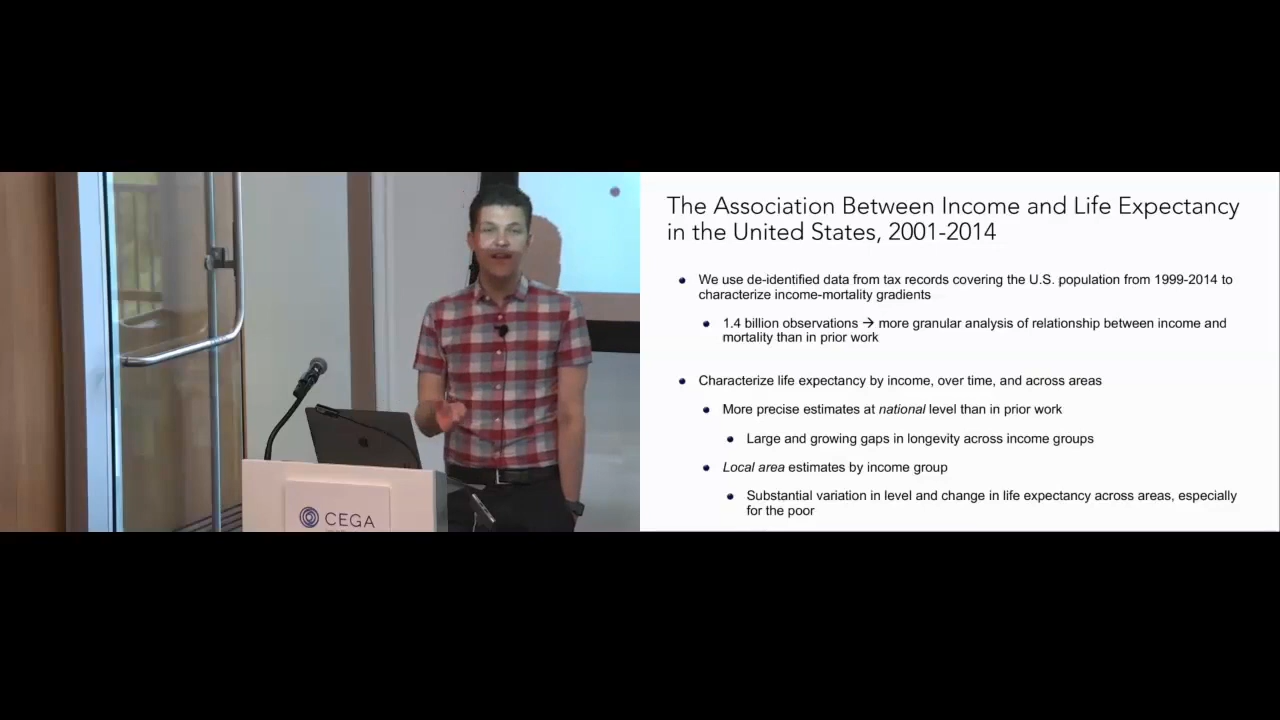 CEGA
The Association Between Income and Life Expectancy
in the United States, 2001-2014
We use de-identified data from tax records covering the U.S. population from 1999-2014 to
characterize income-mortality gradients
1.4 billion observations → more granular analysis of relationship between income and
mortality than in prior work
Characterize life expectancy by income, over time, and across areas
More precise estimates at national level than in prior work
Large and growing gaps in longevity across income groups
Local area estimates by income group
Substantial variation in level and change in life expectancy across areas, especially
for the poor